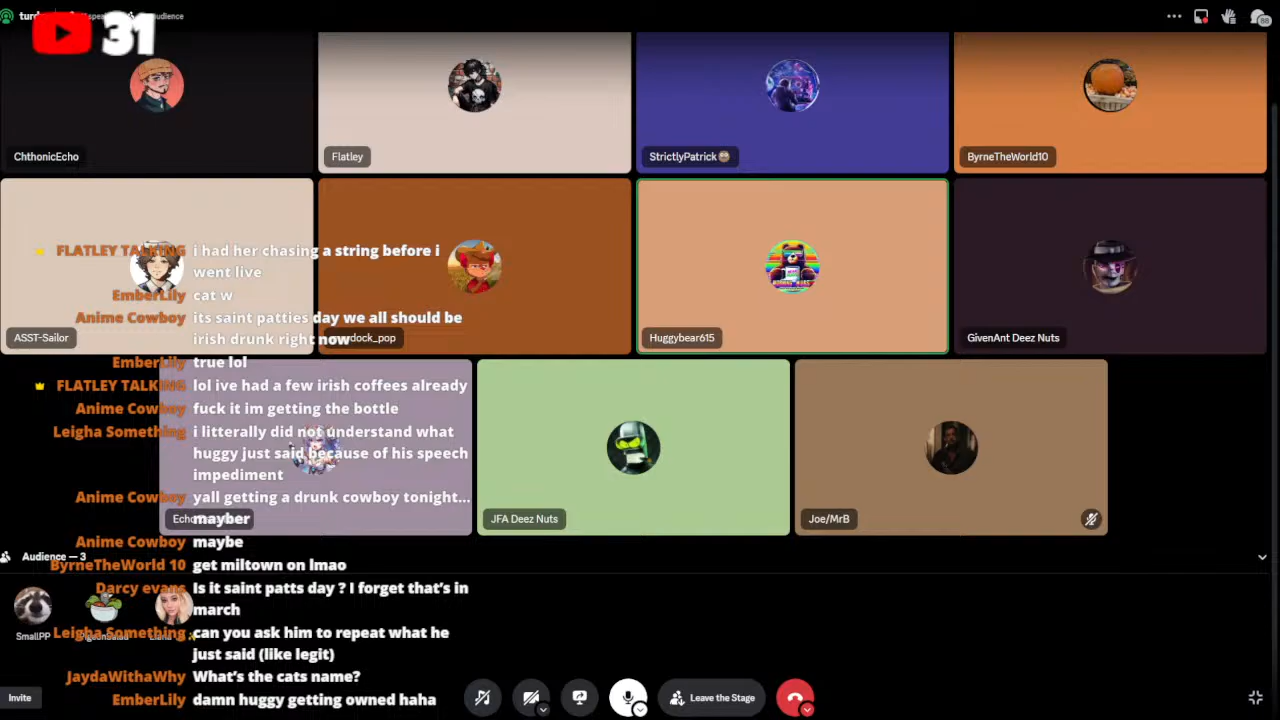 31
88
ChthonicEcho
Flatley
StrictlyPatrick
ByrneTheWorld10
FLATLEY TALKING i had her chasing a string before i
went live
EmberLily cat w
Anime Cowboy its saint patties day we all should be
irish drunk right now
ASST-Sailor
Huggybear615
GivenAnt Deez Nuts
EmberLily true lol
FLATLEY TALKING lol ive had a few irish coffees already
Anime Cowboy fuck it im getting the bottle
Leigha Something i litterally did not understand what
huggy just said because of his speech
impediment
Anime Cowboy yall getting a drunk cowboy tonight...
mayber
JFA Deez Nuts
Joe/MrB
Anime Cowboy maybe
Audience — 3
ByrneTheWorld 10 get miltown on lmao
Darcy evans Is it saint patts day ? I forget that's in
march
SmallPP
Leigha Something can you ask him to repeat what he
just said (like legit)
JaydaWithaWhy What's the cats name?
EmberLily damn huggy getting owned haha
Invite
Leave the Stage